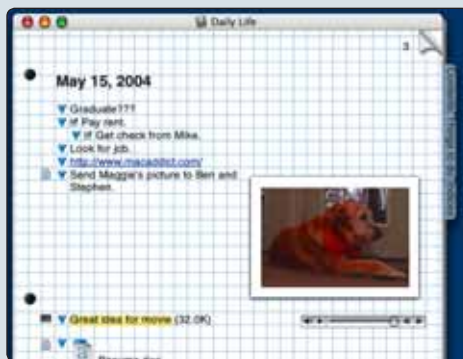 Daily Life
3
May 15, 2004
Graduate???
If Pay rent.
If Get check from Mike.
Look for job.
http://www.macaddict.com/
Send Maggie's picture to Ben and
Stephen.
Great idea for movie (32.0K)